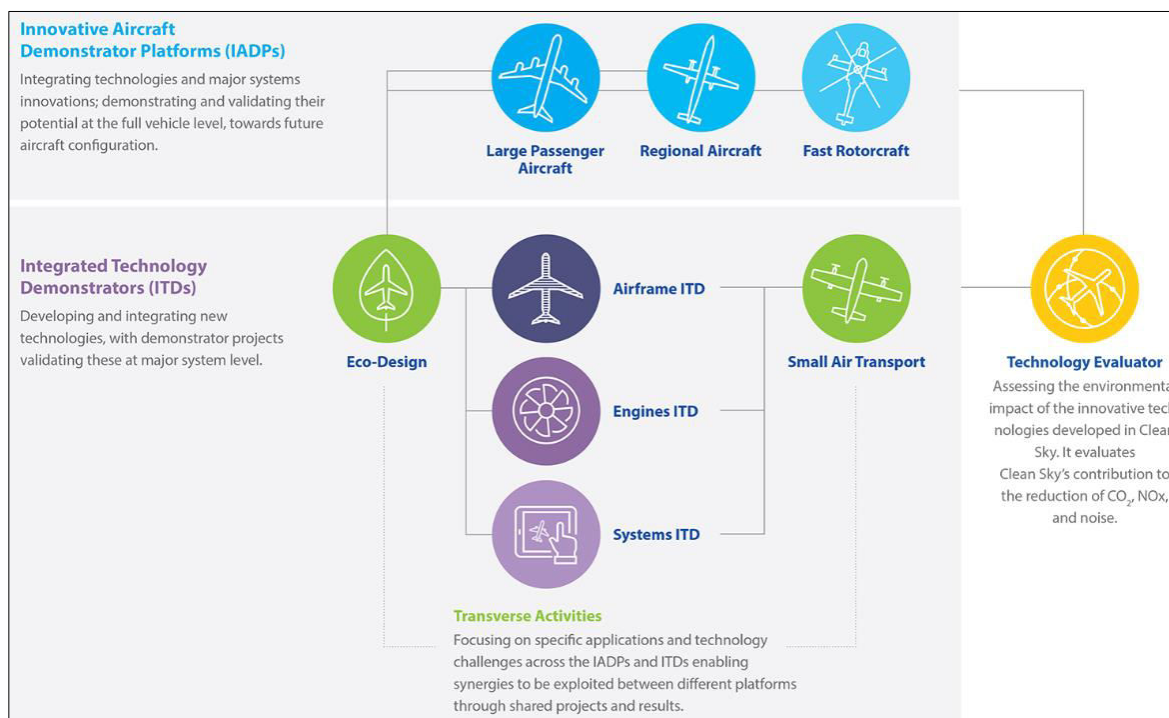 Innovative Aircraft
Demonstrator Platforms (IADPs)
Integrating technologies and major systems
innovations; demonstrating and validating their
potential at the full vehicle level, towards future
aircraft configuration.
Large Passenger
Aircraft
Regional Aircraft
Fast Rotorcraft
Integrated Technology
Demonstrators (ITDs)
Developing and integrating new
technologies, with demonstrator projects
validating these at major system level.
Eco-Design
Airframe ITD
Engines ITD
Systems ITD
Small Air Transport
Technology Evaluator
Assessing the environmenta
impact of the innovative tech
nologies developed in Clean
Sky. It evaluates
Clean Sky's contribution to
the reduction of CO₂, NOx,
and noise.
Transverse Activities
Focusing on specific applications and technology
challenges across the IADPs and ITDs enabling
synergies to be exploited between different platforms
through shared projects and results.